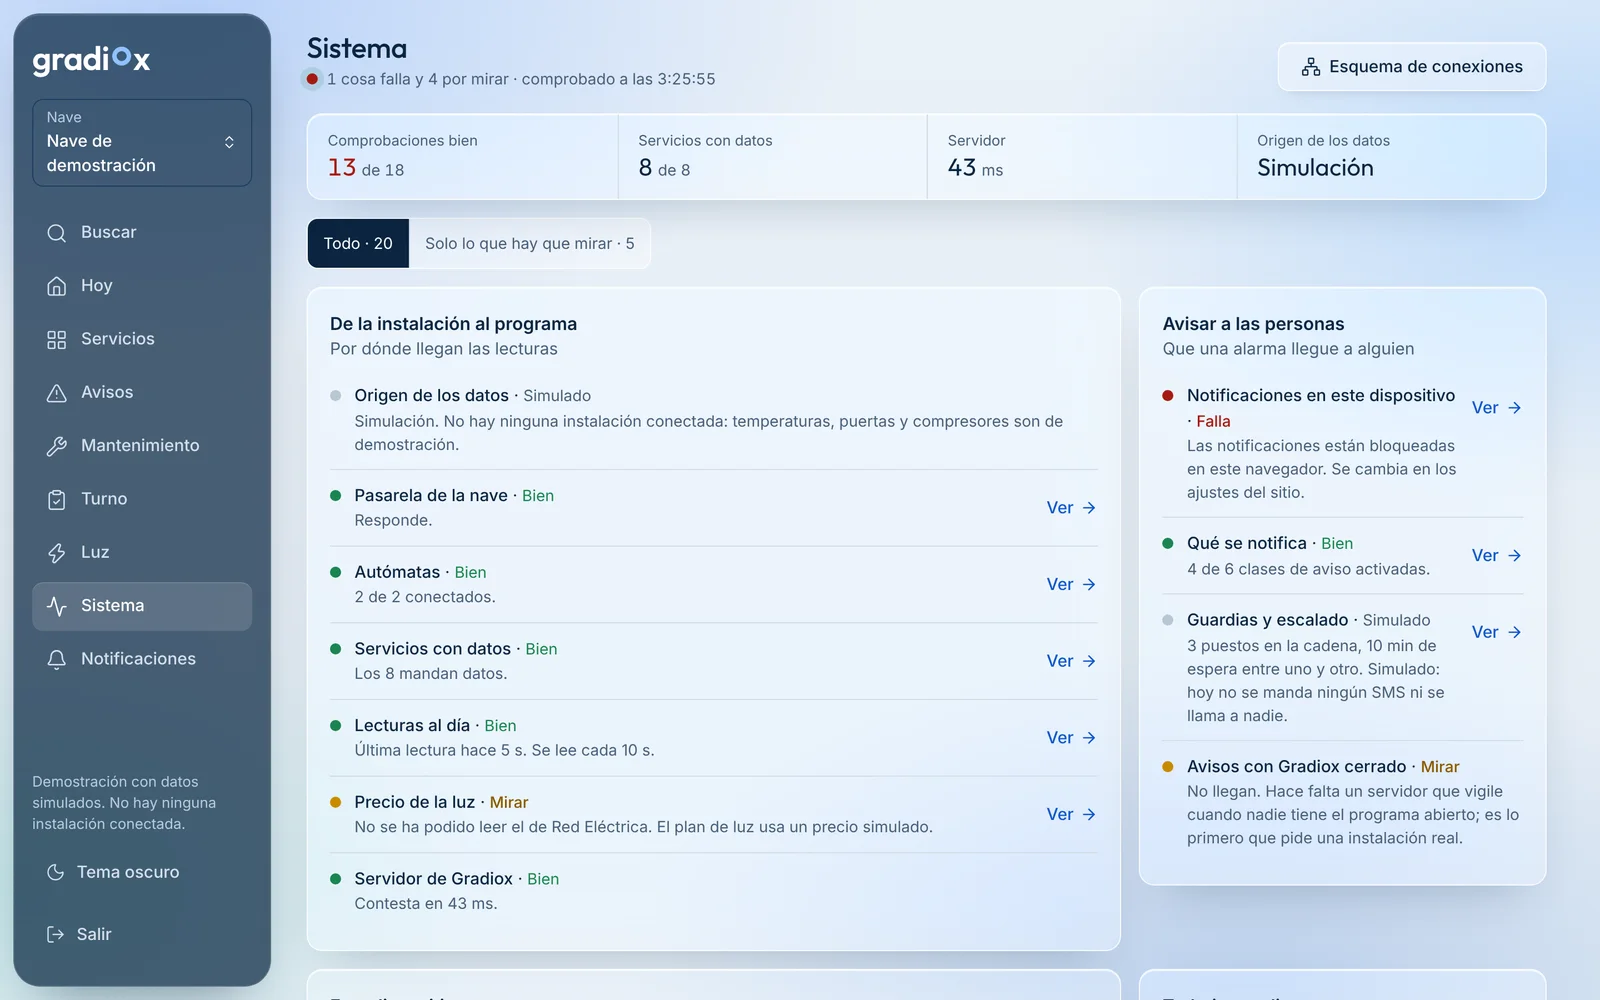 gradiox
Nave
Nave de
demostración
Buscar
Hoy
Servicios
Avisos
Mantenimiento
Turno
Luz
Sistema
Notificaciones
Demostración con datos
simulados. No hay ninguna
instalación conectada.
Tema oscuro
Salir
Sistema
1 cosa falla y 4 por mirar · comprobado a las 3:25:55
Esquema de conexiones
Comprobaciones bien
13 de 18
Servicios con datos
8 de 8
Servidor
43 ms
Origen de los datos
Simulación
Todo · 20
Solo lo que hay que mirar · 5
De la instalación al programa
Por dónde llegan las lecturas
Origen de los datos · Simulado
Simulación. No hay ninguna instalación conectada: temperaturas, puertas y compresores son de
demostración.
Pasarela de la nave · Bien
Responde.
Ver
Autómatas · Bien
2 de 2 conectados.
Ver
Servicios con datos · Bien
Los 8 mandan datos.
Ver
Lecturas al día · Bien
Última lectura hace 5 s. Se lee cada 10 s.
Ver
Precio de la luz · Mirar
No se ha podido leer el de Red Eléctrica. El plan de luz usa un precio simulado.
Ver
Servidor de Gradiox · Bien
Contesta en 43 ms.
Avisar a las personas
Que una alarma llegue a alguien
Notificaciones en este dispositivo
· Falla
Las notificaciones están bloqueadas
en este navegador. Se cambia en los
ajustes del sitio.
Ver
Qué se notifica · Bien
4 de 6 clases de aviso activadas.
Ver
Guardias y escalado · Simulado
3 puestos en la cadena, 10 min de
espera entre uno y otro. Simulado:
hoy no se manda ningún SMS ni se
llama a nadie.
Ver
Avisos con Gradiox cerrado · Mirar
No llegan. Hace falta un servidor que vigile
cuando nadie tiene el programa abierto; es lo
primero que pide una instalación real.